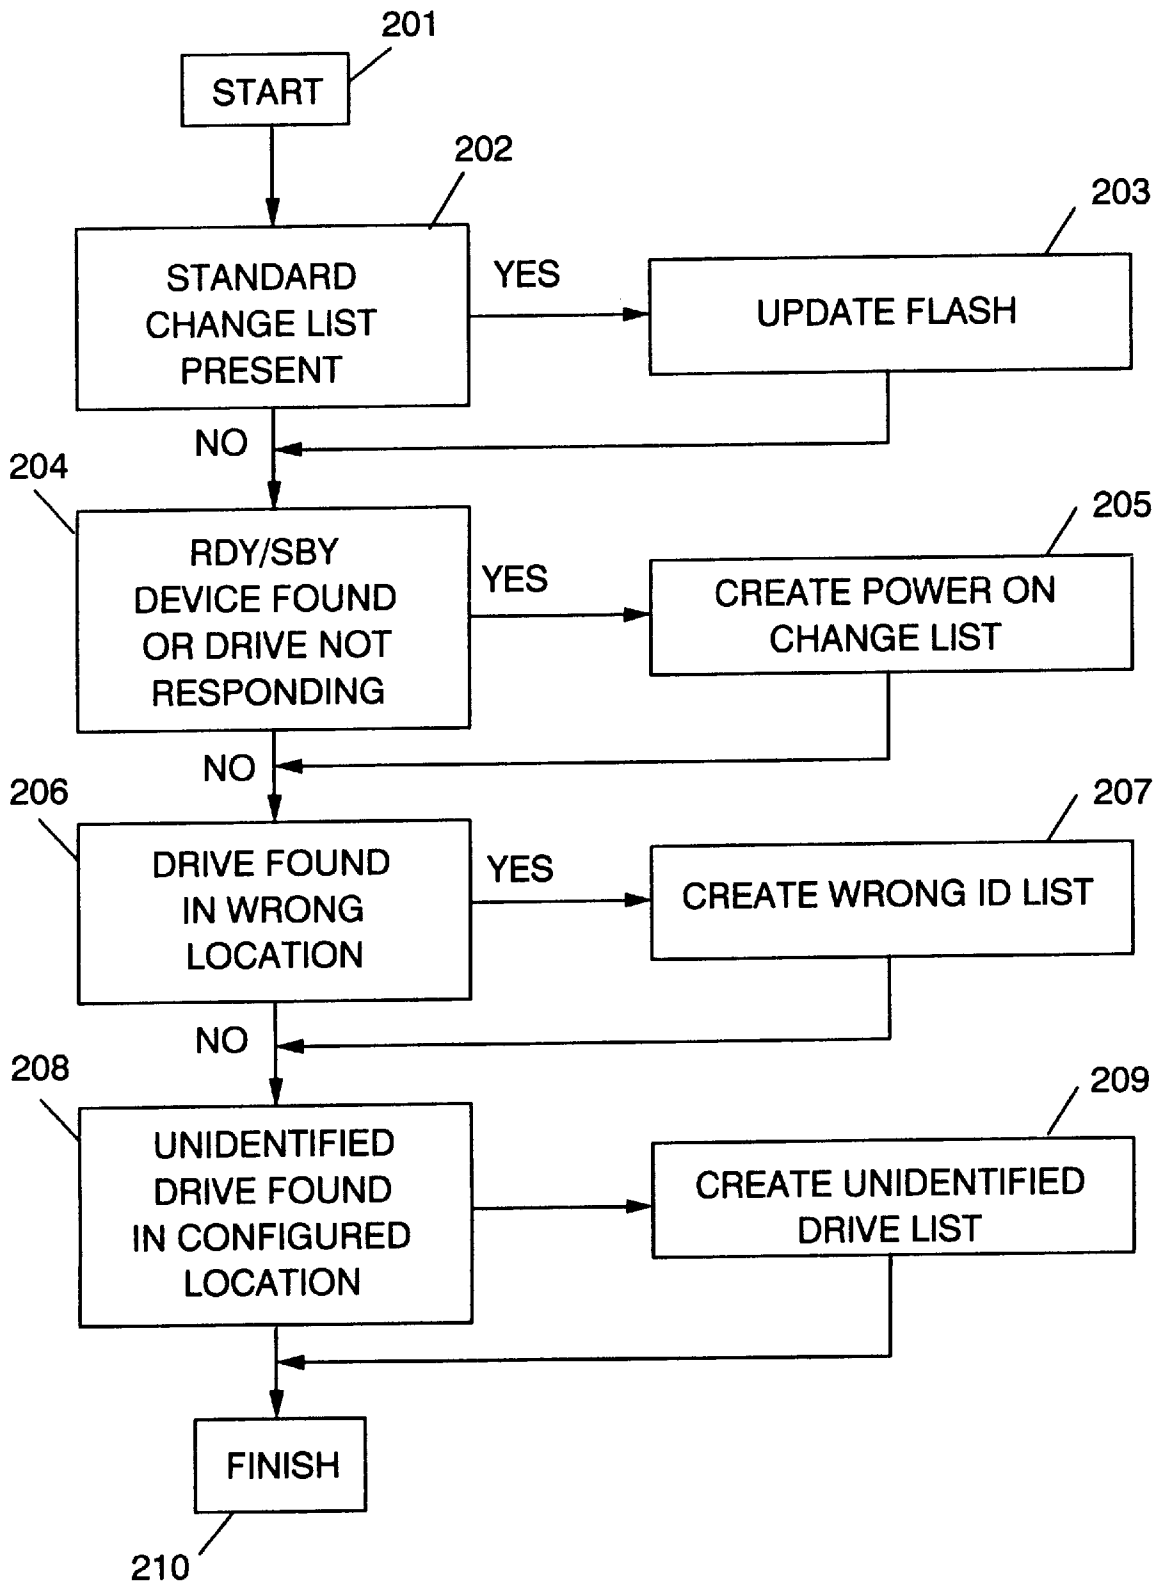 201
START
202
203
STANDARD
CHANGE LIST
PRESENT
YES
UPDATE FLASH
NO
204
205
RDY/SBY
DEVICE FOUND
OR DRIVE NOT
RESPONDING
YES
CREATE POWER ON
CHANGE LIST
NO
206
207
DRIVE FOUND
IN WRONG
LOCATION
YES
CREATE WRONG ID LIST
NO
208
209
UNIDENTIFIED
DRIVE FOUND
IN CONFIGURED
LOCATION
CREATE UNIDENTIFIED
DRIVE LIST
FINISH
210